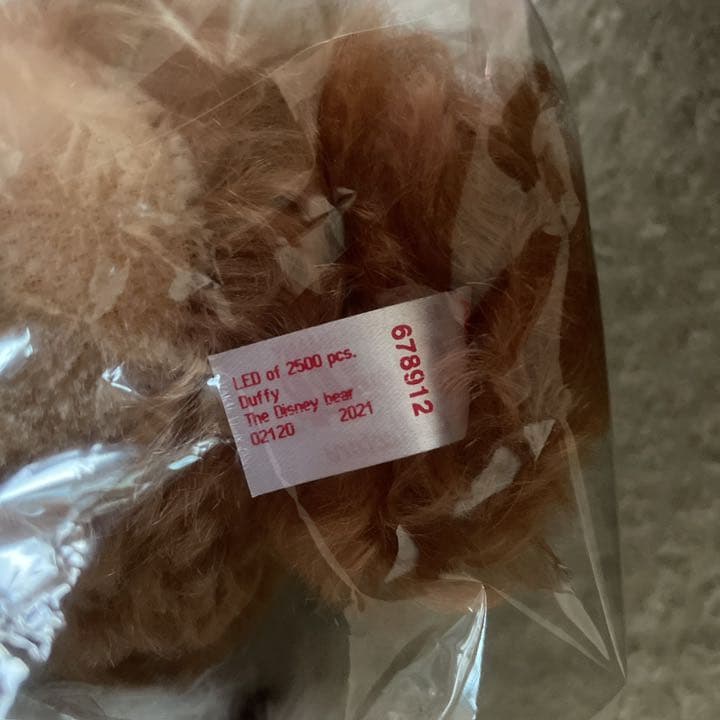 LED of 2500 pcs.
Duffy
The Disney bear
02120 2021
678912